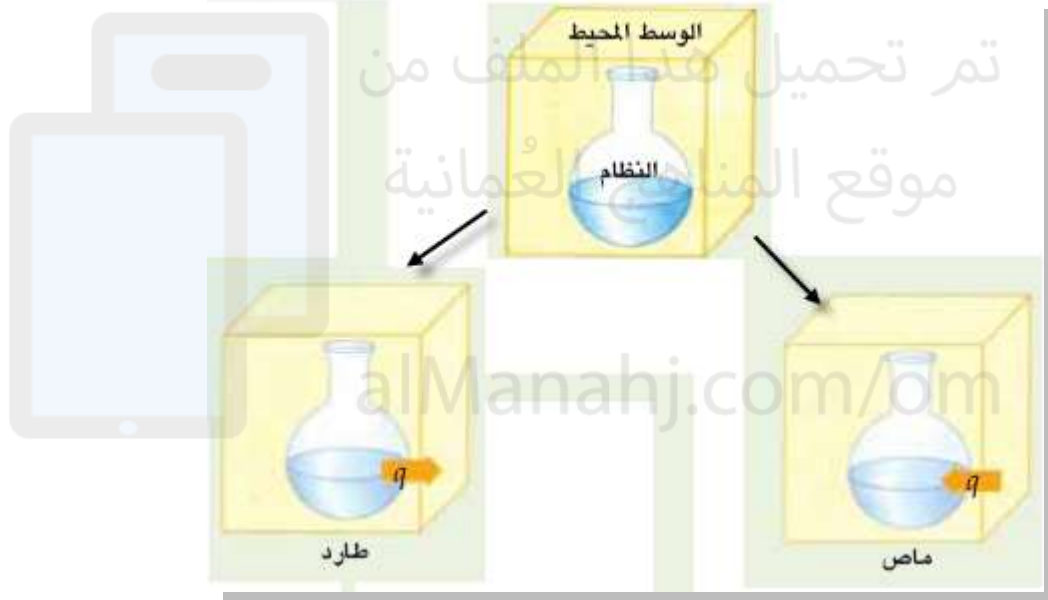 الوسط المحيط
تم تحميل هذا الملف من
النظام
موقع المناهج العُمانية
alManahj.com/om
q
q
طارد
ماص